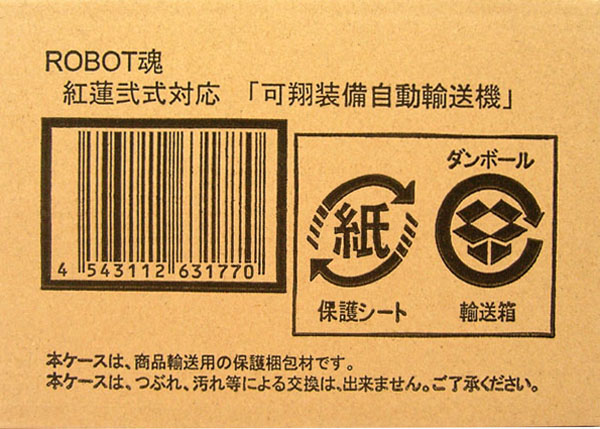 ROBOT魂
紅蓮弐式対応 「可翔装備自動輸送機」
4 543112 631770
ダンボール
紙
保護シート
輸送箱
本ケースは、商品輸送用の保護梱包材です。
本ケースは、つぶれ、汚れ等による交換は、出来ません。ご了承ください。